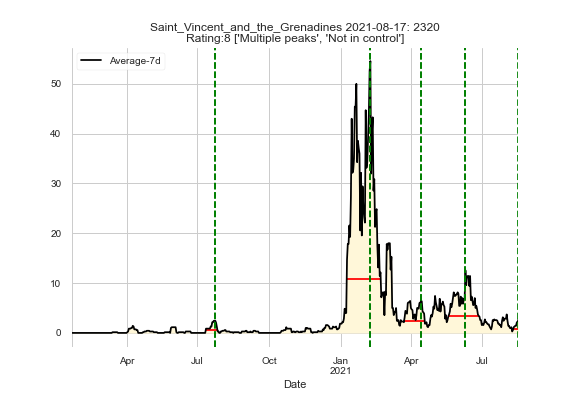 Saint_Vincent_and_the_Grenadines 2021-08-17: 2320
Rating:8 ['Multiple peaks', 'Not in control']
Average-7d
50
40
30
20
10
0
Apr Jul Oct Jan Apr Jul
2021
Date